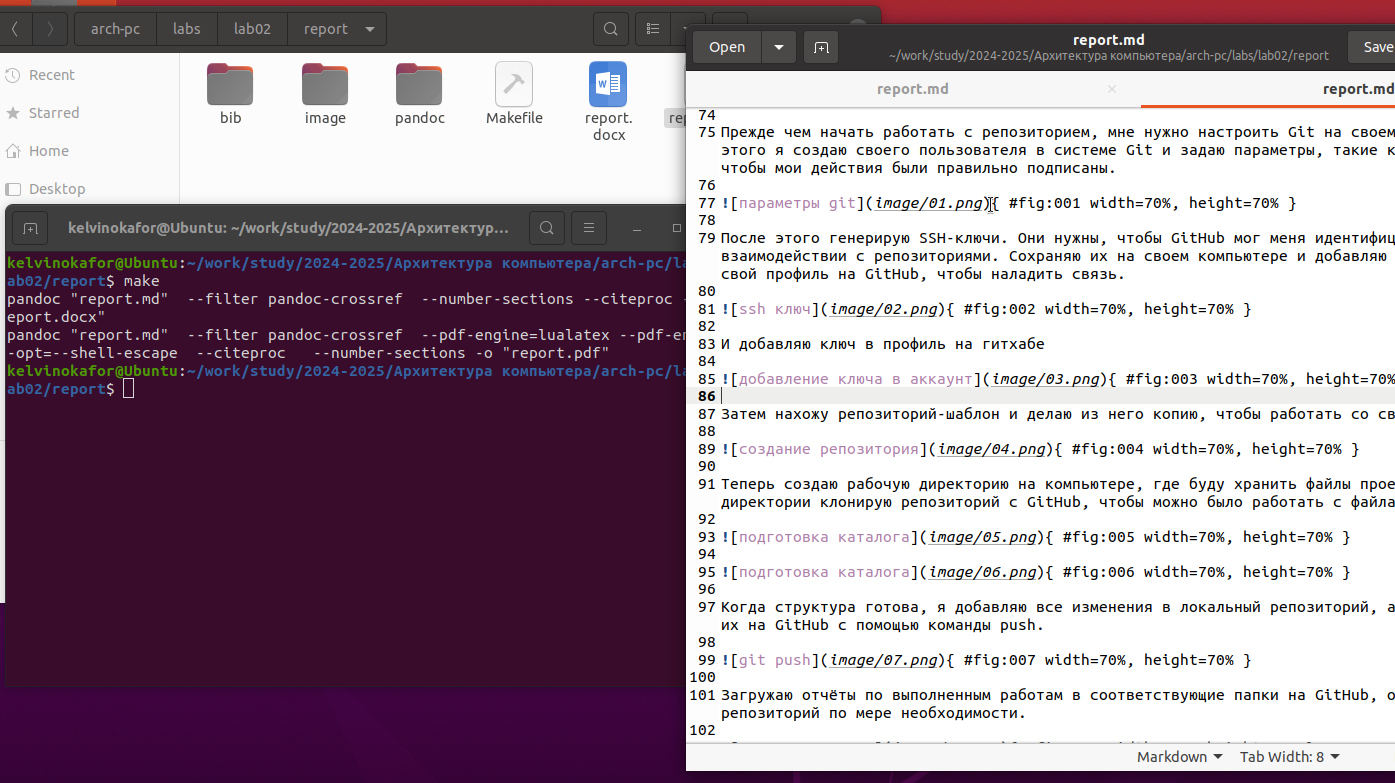 arch-pc labs lab02 report
Recent
Starred
Home
Desktop
bib image pandoc Makefile report.
docx
kelvinokafor@Ubuntu: ~/work/study/2024-2025/Архитектур...
kelvinokafor@Ubuntu:~/work/study/2024-2025/Архитектура компьютера/arch-pc/la
ab02/report$ make
pandoc "report.md"  --filter pandoc-crossref  --number-sections --citeproc -
eport.docx"
pandoc "report.md"  --filter pandoc-crossref  --pdf-engine=lualatex --pdf-en
-opt=--shell-escape  --citeproc   --number-sections -o "report.pdf"
kelvinokafor@Ubuntu:~/work/study/2024-2025/Архитектура компьютера/arch-pc/la
ab02/report$
Open report.md Save
~/work/study/2024-2025/Архитектура компьютера/arch-pc/labs/lab02/report
report.md × report.md
74
75 Прежде чем начать работать с репозиторием, мне нужно настроить Git на своем
этого я создаю своего пользователя в системе Git и задаю параметры, такие к
чтобы мои действия были правильно подписаны.
76
77 ![параметры git](image/01.png){ #fig:001 width=70%, height=70% }
78
79 После этого генерирую SSH-ключи. Они нужны, чтобы GitHub мог меня идентифиц
взаимодействии с репозиториями. Сохраняю их на своем компьютере и добавляю
свой профиль на GitHub, чтобы наладить связь.
80
81 ![ssh ключ](image/02.png){ #fig:002 width=70%, height=70% }
82
83 И добавляю ключ в профиль на гитхабе
84
85 ![добавление ключа в аккаунт](image/03.png){ #fig:003 width=70%, height=70%
86
87 Затем нахожу репозиторий-шаблон и делаю из него копию, чтобы работать со св
88
89 ![создание репозитория](image/04.png){ #fig:004 width=70%, height=70% }
90
91 Теперь создаю рабочую директорию на компьютере, где буду хранить файлы прое
директории клонирую репозиторий с GitHub, чтобы можно было работать с файла
92
93 ![подготовка каталога](image/05.png){ #fig:005 width=70%, height=70% }
94
95 ![подготовка каталога](image/06.png){ #fig:006 width=70%, height=70% }
96
97 Когда структура готова, я добавляю все изменения в локальный репозиторий, а
их на GitHub с помощью команды push.
98
99 ![git push](image/07.png){ #fig:007 width=70%, height=70% }
100
101 Загружаю отчёты по выполненным работам в соответствующие папки на GitHub, о
репозиторий по мере необходимости.
102
Markdown Tab Width: 8